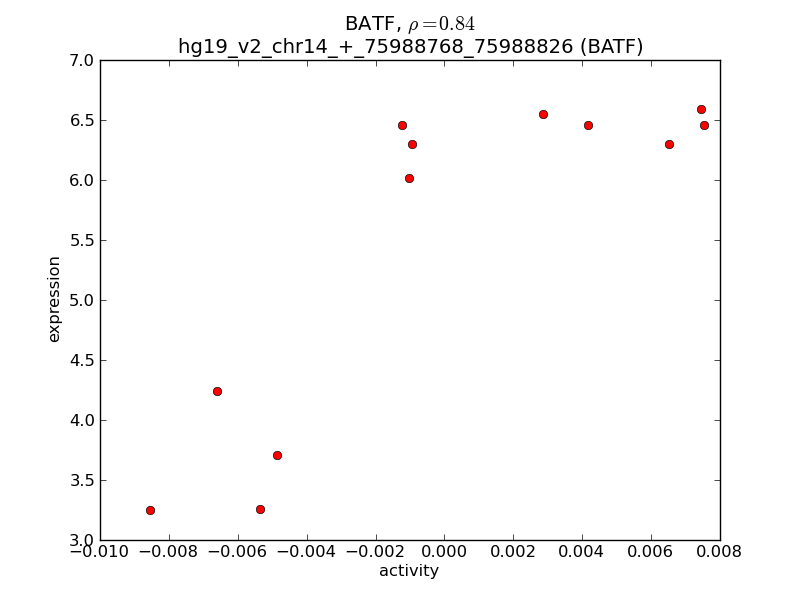 BATF, ρ = 0.84
hg19_v2_chr14_+_75988768_75988826 (BATF)
7.0
6.5
6.0
5.5
5.0
4.5
4.0
3.5
3.0
expression
−0.010 −0.008 −0.006 −0.004 −0.002 0.000 0.002 0.004 0.006 0.008
activity